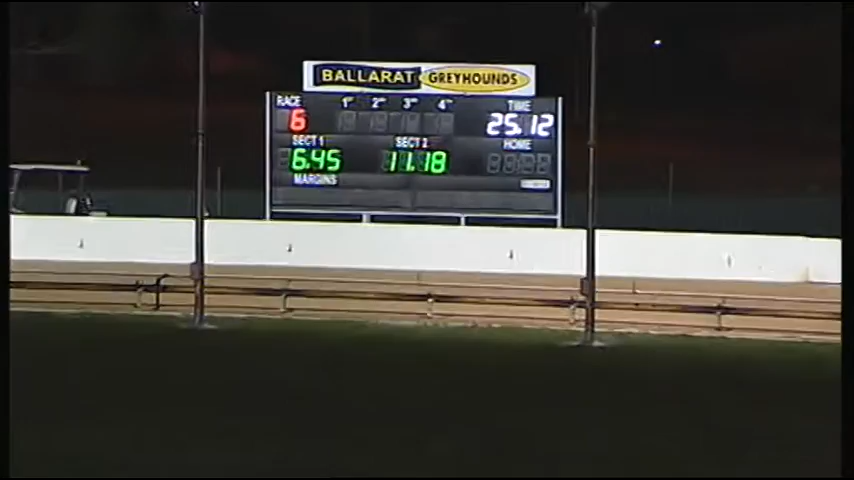 BALLARAT GREYHOUNDS
RACE 1ST 2ND 3RD 4TH TIME
6 25.12
SECT 1 SECT 2 HOME
6.45 11.18
MARGINS